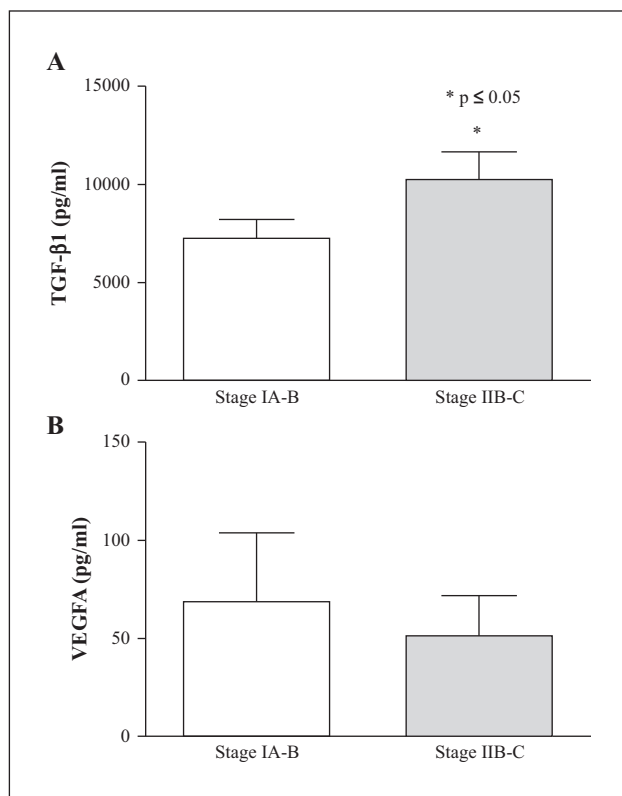 A
15000
* p ≤ 0.05
*
10000
TGF-β1 (pg/ml)
5000
0
Stage IA-B Stage IIB-C
B
150
100
VEGFA (pg/ml)
50
0
Stage IA-B Stage IIB-C